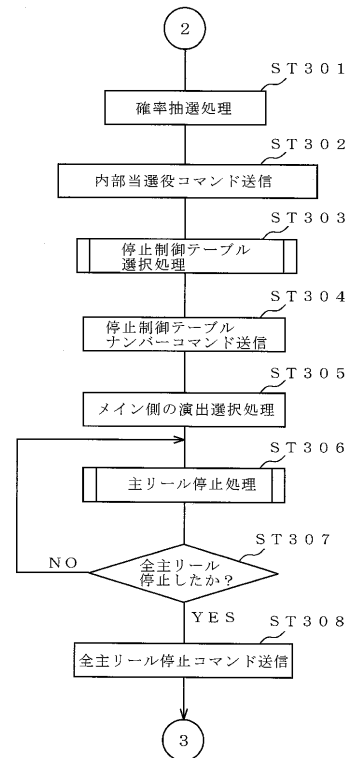 2
ST301
確率抽選処理
ST302
内部当選役コマンド送信
ST303
停止制御テーブル
選択処理
ST304
停止制御テーブル
ナンバーコマンド送信
ST305
メイン側の演出選択処理
ST306
主リール停止処理
ST307
全主リール
停止したか？
NO
YES
ST308
全主リール停止コマンド送信
3